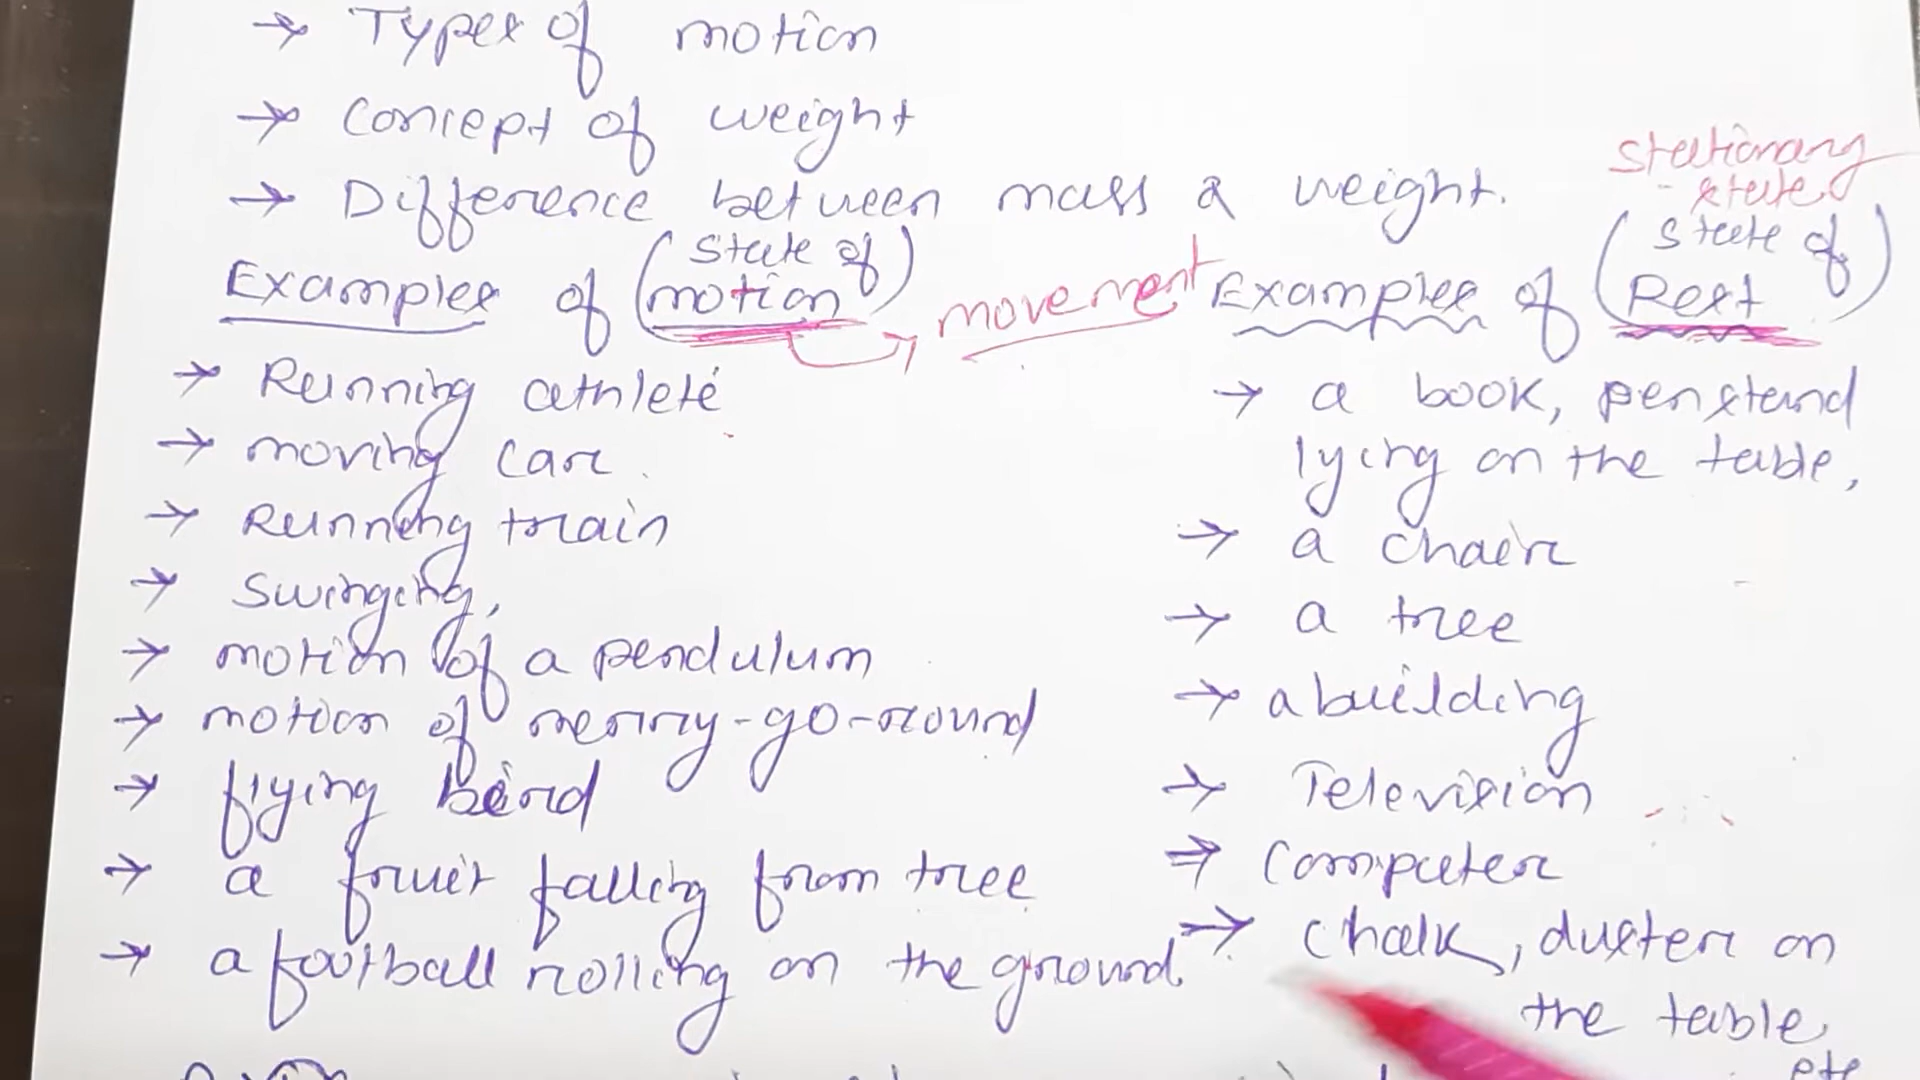 → Types of motion
→ Concept of weight
→ Difference between mass & weight.
Examples of (State of motion) → movement
→ Running athlete
→ moving car.
→ Running train
→ Swinging,
→ motion of a pendulum
→ motion of merry-go-round
→ flying bird
→ a fruit falling from tree
→ a football rolling on the ground.
stationary
state
Examples of (State of Rest)
→ a book, penstand
lying on the table,
→ a chair
→ a tree
→ a building
→ Television
→ Computer
→ Chalk, duster on
the table,
etc